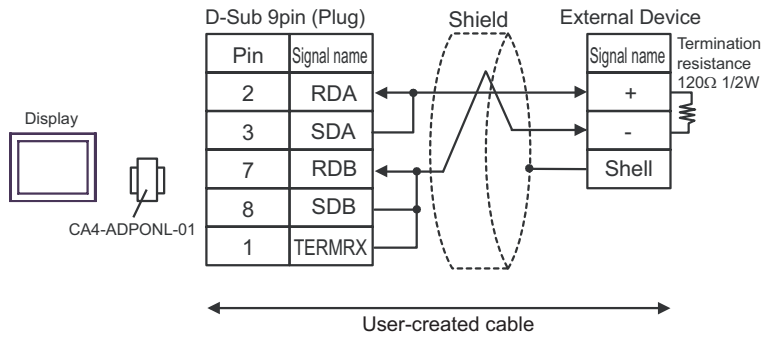 D-Sub 9pin (Plug)
Shield
External Device
Pin
Signal name
2
RDA
3
SDA
7
RDB
8
SDB
1
TERMRX
Signal name
+
-
Shell
Termination
resistance
120Ω 1/2W
Display
CA4-ADPONL-01
User-created cable